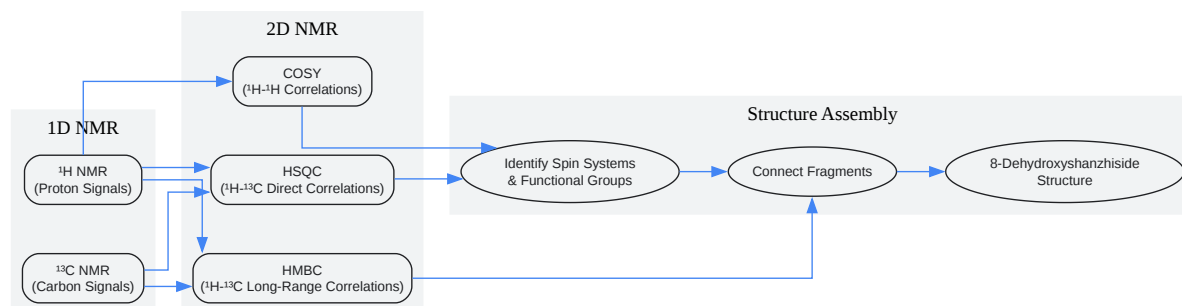 2D NMR
COSY
(¹H-¹H Correlations)
Structure Assembly
1D NMR
¹H NMR
(Proton Signals)
HSQC
(¹H-¹³C Direct Correlations)
Identify Spin Systems
& Functional Groups
Connect Fragments
8-Dehydroxyshanzhiside
Structure
¹³C NMR
(Carbon Signals)
HMBC
(¹H-¹³C Long-Range Correlations)